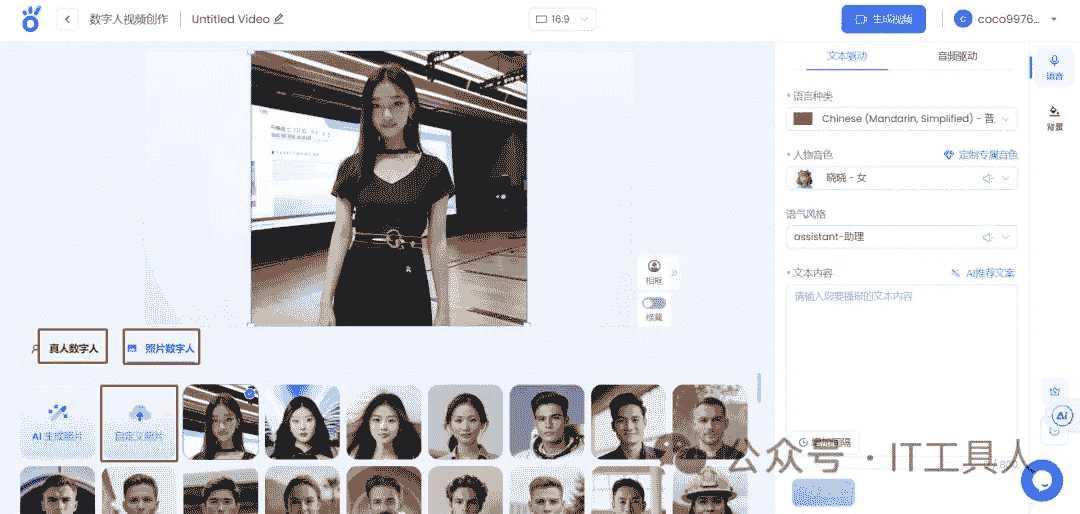 数字人视频创作
Untitled Video
16:9
生成视频
coco9976...
文本驱动
音频驱动
语音
背景
语言种类
Chinese (Mandarin, Simplified) - 普
人物音色
定制专属音色
晓晓 - 女
语气风格
assistant-助理
文本内容
AI推荐文案
请输入您要播报的文本内容
相框
隐藏
真人数字人
照片数字人
AI 生成照片
自定义照片
Ai
公众号 · IT工具人